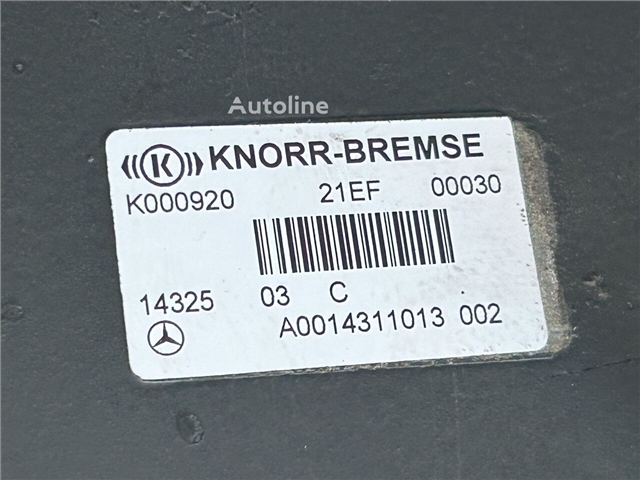 Autoline
K KNORR-BREMSE
K000920 21EF 00030
14325 03 C
A0014311013 002